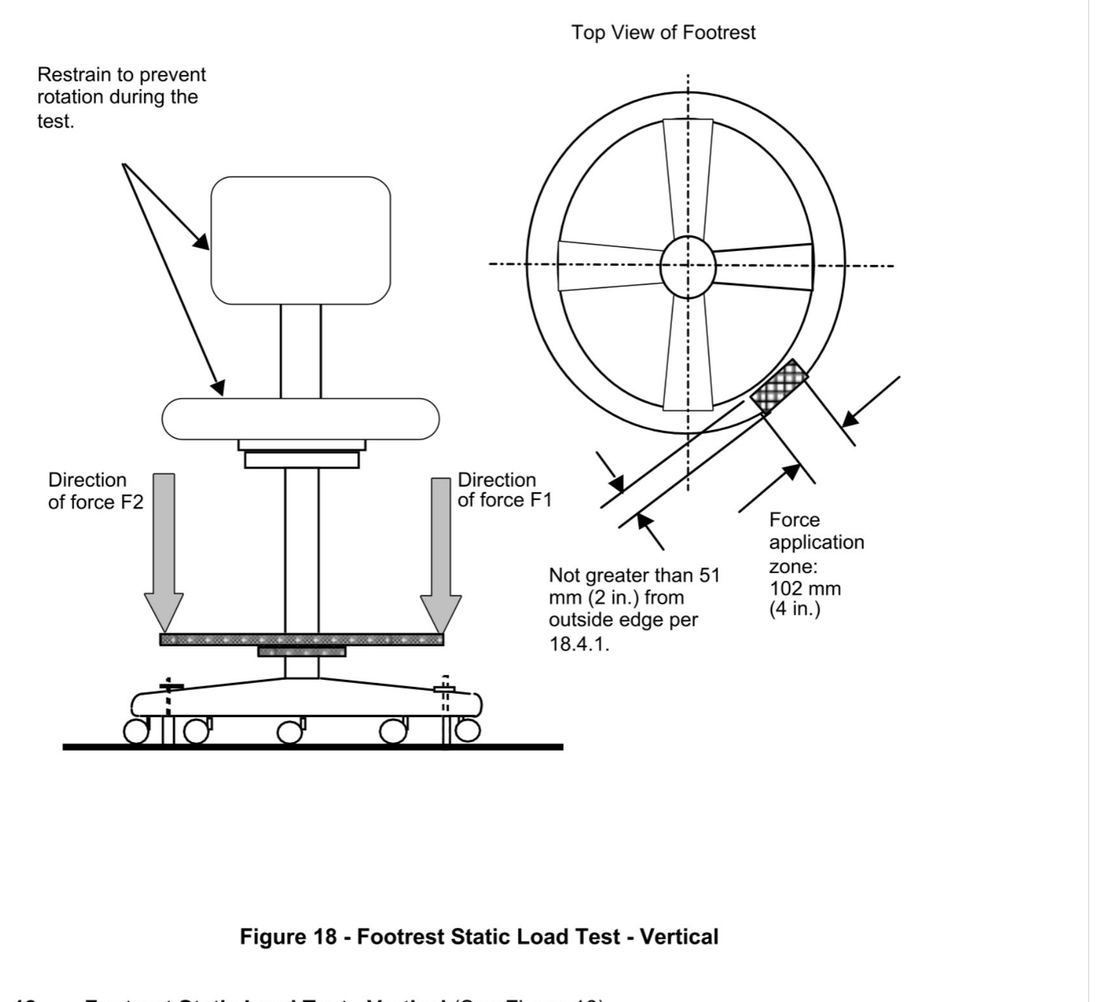 Top View of Footrest
Restrain to prevent
rotation during the
test.
Direction
of force F2
Direction
of force F1
Force
application
zone:
102 mm
(4 in.)
Not greater than 51
mm (2 in.) from
outside edge per
18.4.1.
Figure 18 - Footrest Static Load Test - Vertical